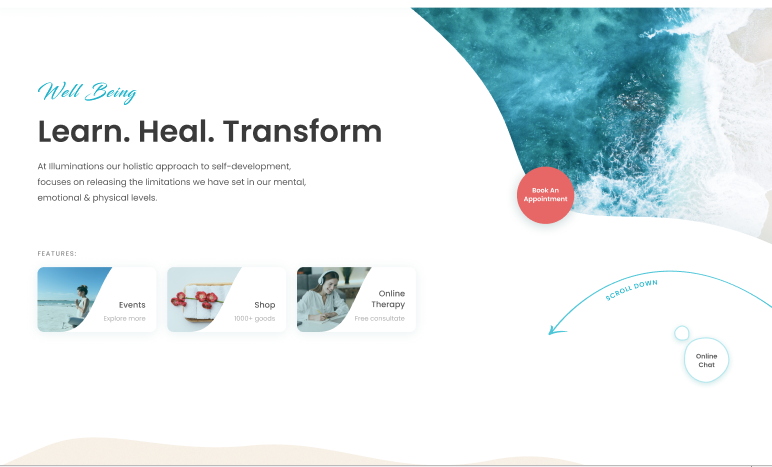 Well Being
Learn. Heal. Transform
At Illuminations our holistic approach to self-development,
focuses on releasing the limitations we have set in our mental,
emotional & physical levels.
Book An
Appointment
FEATURES:
Events
Explore more
Shop
1000+ goods
Online
Therapy
Free consultate
SCROLL DOWN
Online
Chat